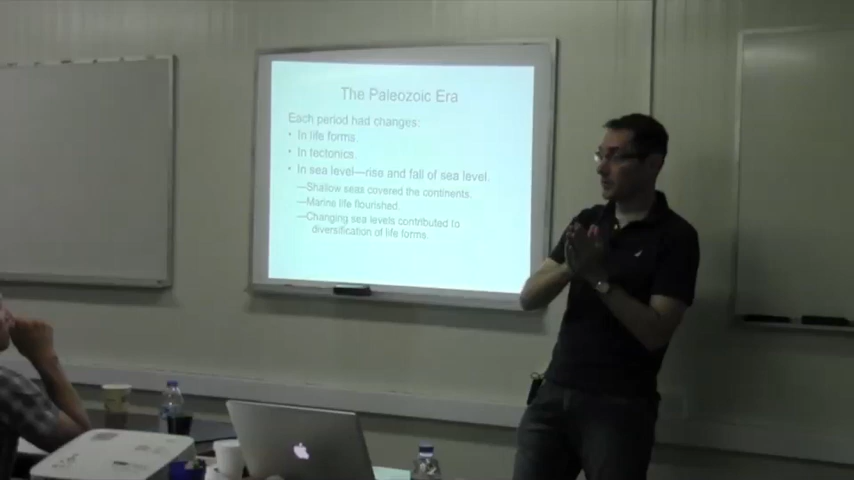 The Paleozoic Era
Each period had changes:
• In life forms.
• In tectonics.
• In sea level—rise and fall of sea level.
—Shallow seas covered the continents.
—Marine life flourished.
—Changing sea levels contributed to
diversification of life forms.